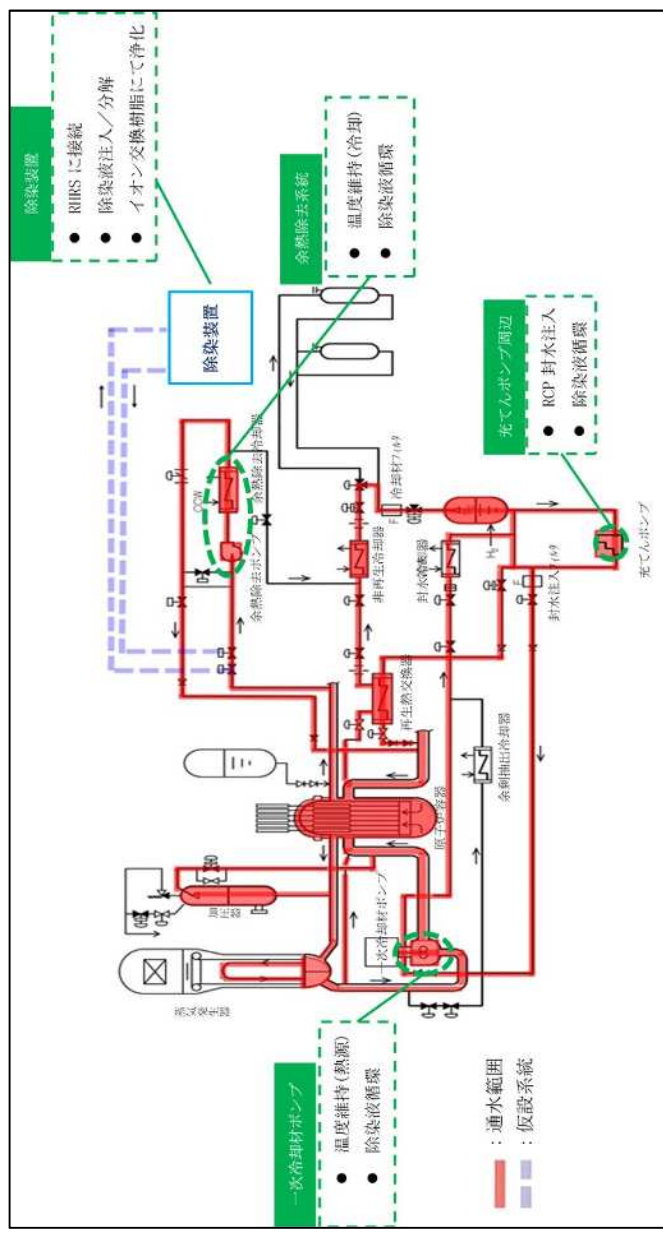 除染装置
● RHRS に接続
● 除染液注入／分解
● イオン交換樹脂にて浄化
除染装置
余熱除去系統
● 温度維持(冷却)
● 除染液循環
充てんポンプ周辺
● RCP 封水注入
● 除染液循環
一次冷却材ポンプ
● 温度維持(熱源)
● 除染液循環
蒸気発生器
加圧器
一次冷却材ポンプ
原子炉容器
余熱除去ポンプ
余熱除去冷却器
CCW
再生熱交換器
非再生冷却器
冷却材フィルタ
F
H₂
封水冷却器
余剰抽出冷却器
封水注入フィルタ
F
充てんポンプ
：通水範囲
：仮設系統